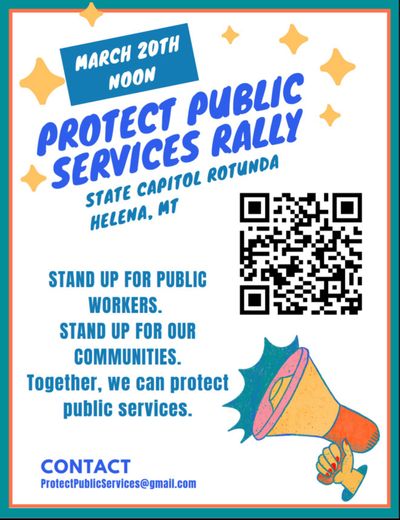 MARCH 20TH
NOON
PROTECT PUBLIC
SERVICES RALLY
STATE CAPITOL ROTUNDA
HELENA, MT
STAND UP FOR PUBLIC
WORKERS.
STAND UP FOR OUR
COMMUNITIES.
Together, we can protect
public services.
CONTACT
ProtectPublicServices@gmail.com